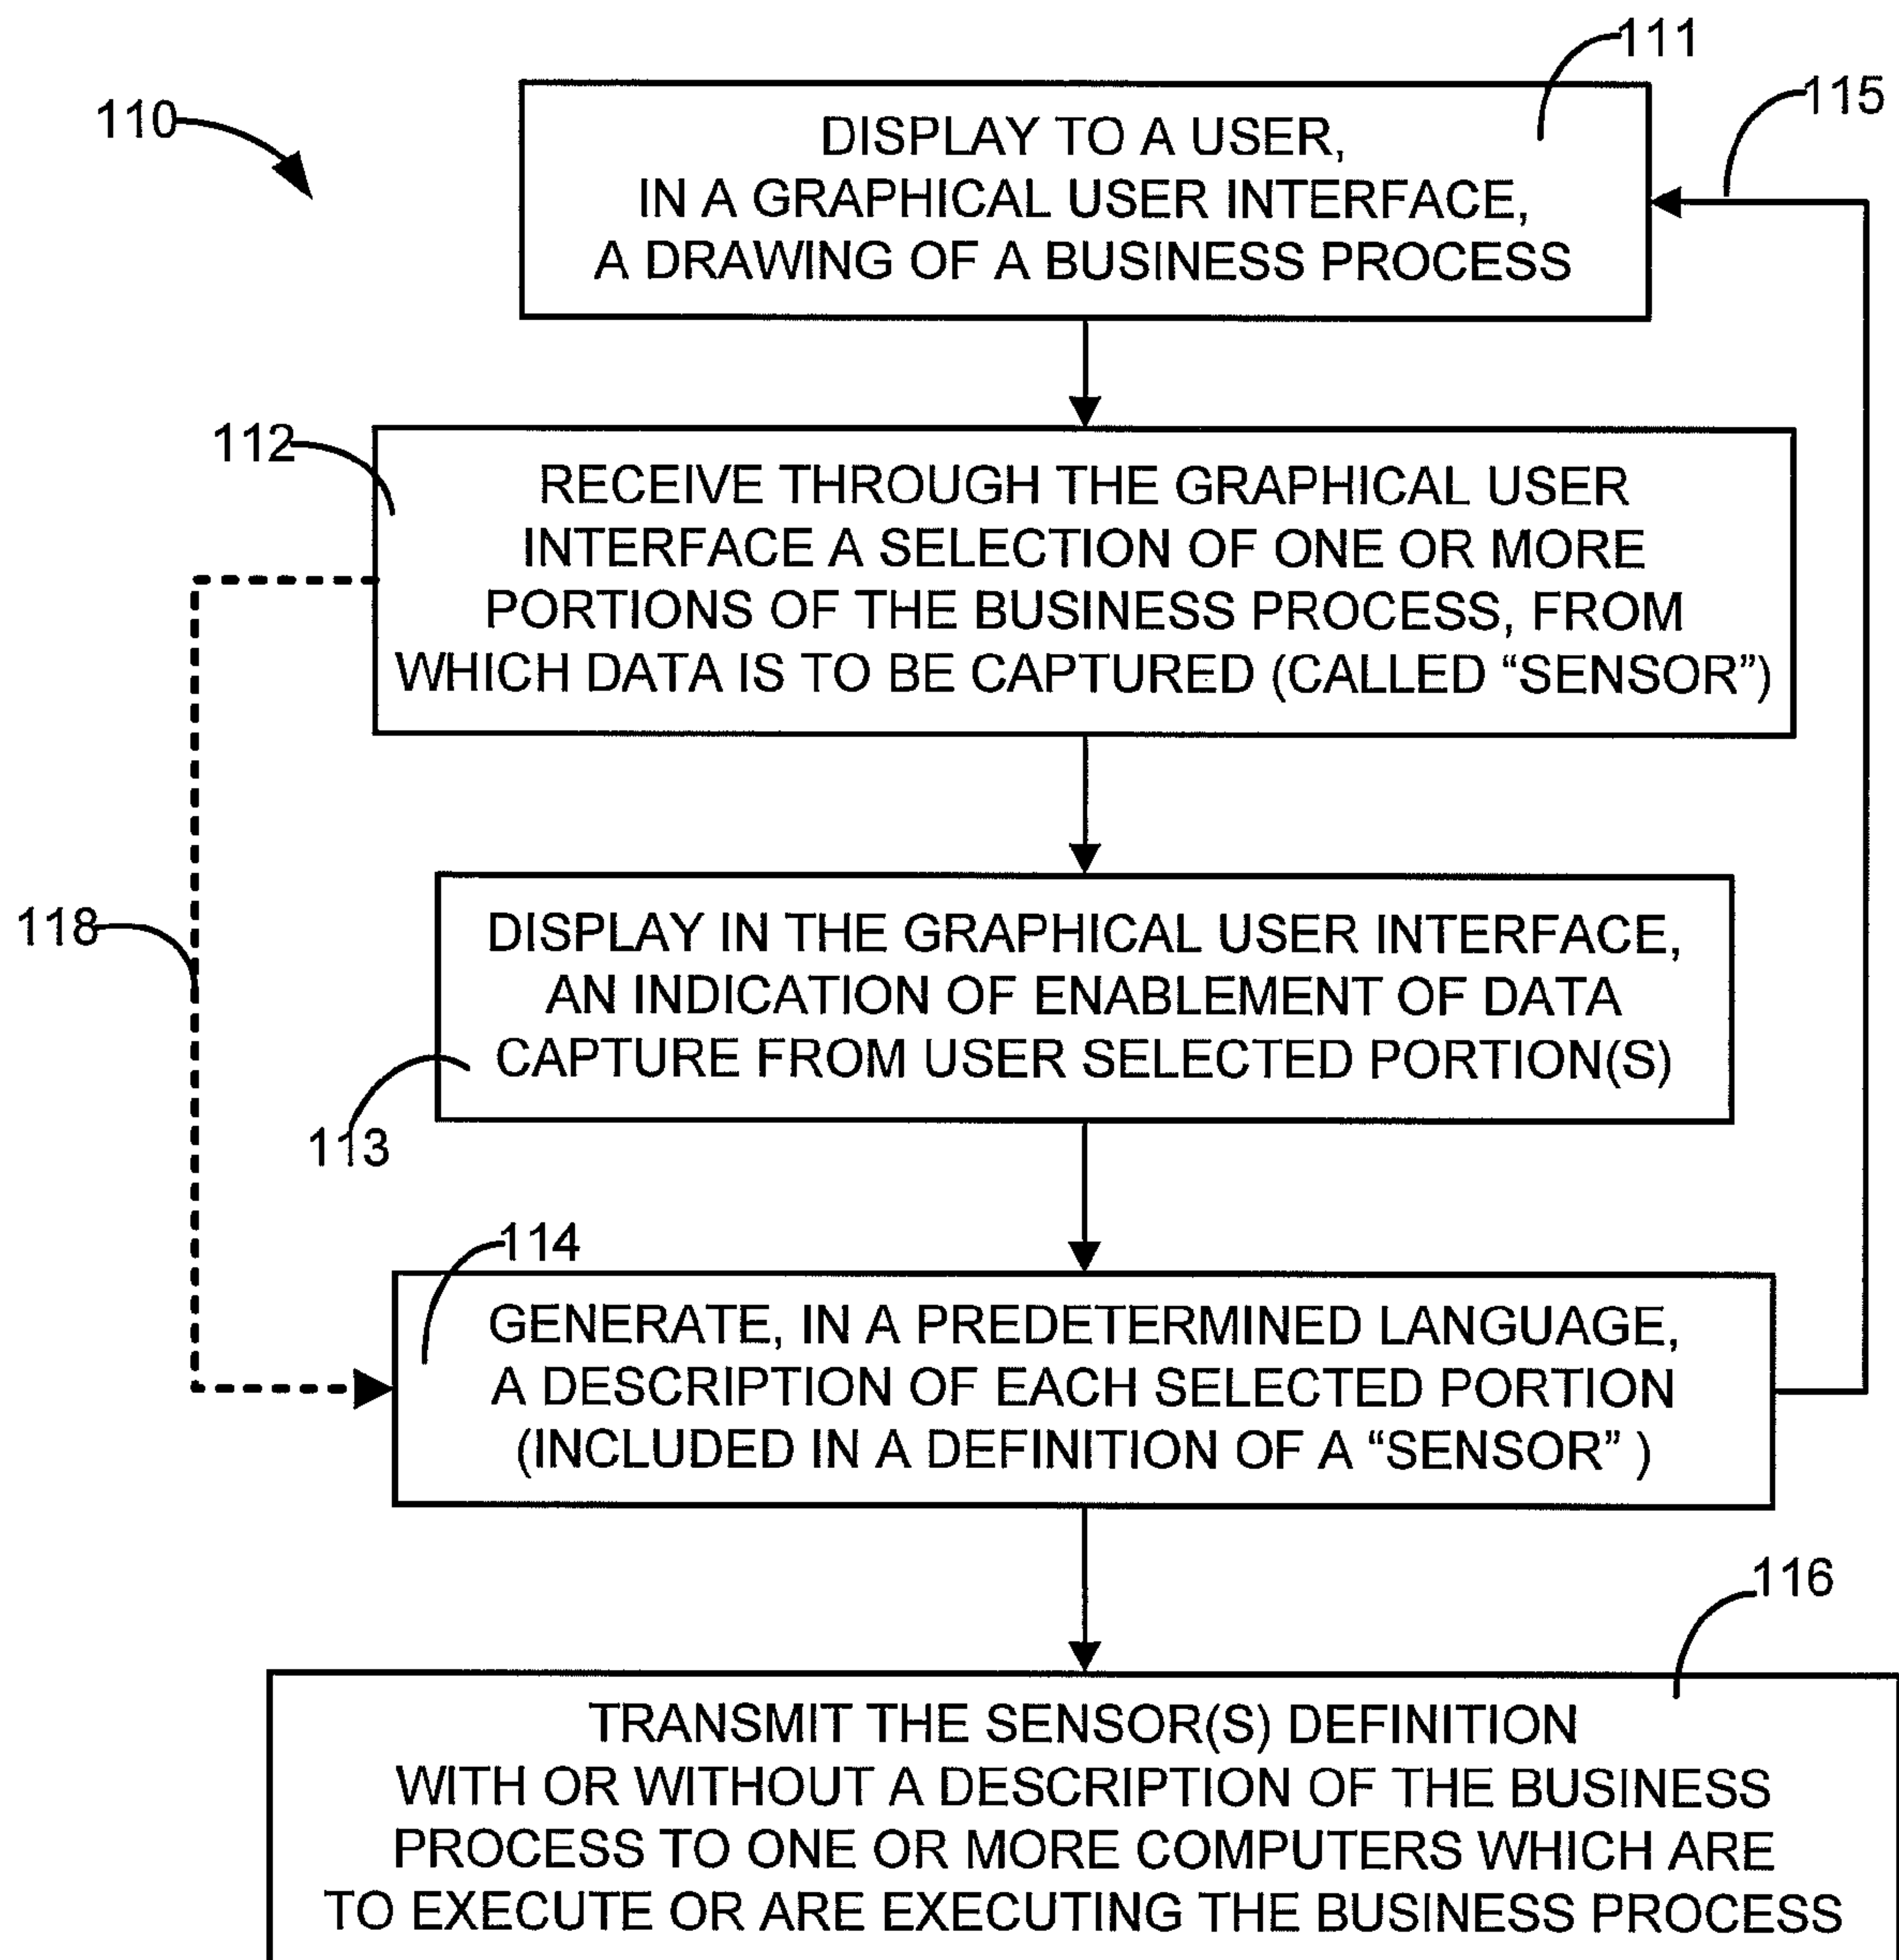 111
115
110
DISPLAY TO A USER,
IN A GRAPHICAL USER INTERFACE,
A DRAWING OF A BUSINESS PROCESS
112
RECEIVE THROUGH THE GRAPHICAL USER
INTERFACE A SELECTION OF ONE OR MORE
PORTIONS OF THE BUSINESS PROCESS, FROM
WHICH DATA IS TO BE CAPTURED (CALLED “SENSOR”)
118
DISPLAY IN THE GRAPHICAL USER INTERFACE,
AN INDICATION OF ENABLEMENT OF DATA
CAPTURE FROM USER SELECTED PORTION(S)
113
114
GENERATE, IN A PREDETERMINED LANGUAGE,
A DESCRIPTION OF EACH SELECTED PORTION
(INCLUDED IN A DEFINITION OF A “SENSOR” )
116
TRANSMIT THE SENSOR(S) DEFINITION
WITH OR WITHOUT A DESCRIPTION OF THE BUSINESS
PROCESS TO ONE OR MORE COMPUTERS WHICH ARE
TO EXECUTE OR ARE EXECUTING THE BUSINESS PROCESS